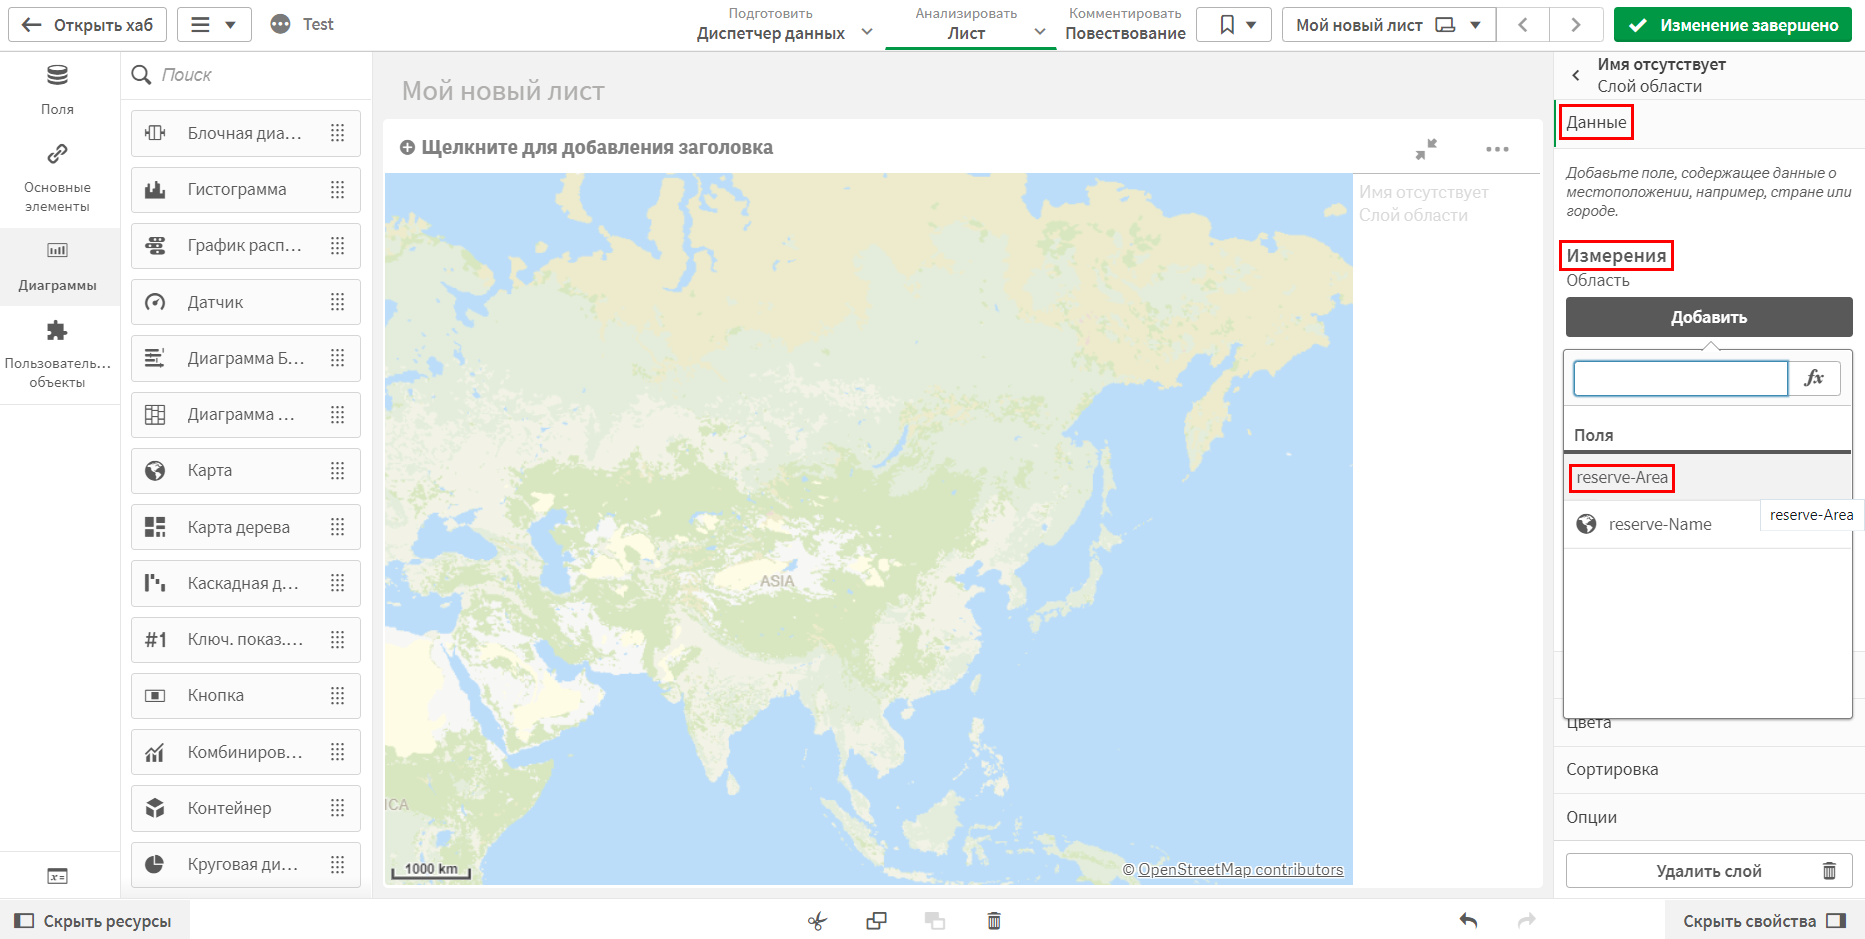 Открыть хаб
Test
Подготовить
Диспетчер данных
Анализировать
Лист
Комментировать
Повествование
Мой новый лист
Изменение завершено
Поля
Основные
элементы
Диаграммы
Пользователь...
объекты
Поиск
Блочная диа...
Гистограмма
График расп...
Датчик
Диаграмма Б...
Диаграмма ...
Карта
Карта дерева
Каскадная д...
#1 Ключ. показ....
Кнопка
Комбиниров...
Контейнер
Круговая ди...
Мой новый лист
Щелкните для добавления заголовка
Имя отсутствует
Слой области
ASIA
ICA
1000 km
© OpenStreetMap contributors
Имя отсутствует
Слой области
Данные
Добавьте поле, содержащее данные о
местоположении, например, стране или
городе.
Измерения
Область
Добавить
fx
Поля
reserve-Area
reserve-Name
reserve-Area
Цвета
Сортировка
Опции
Удалить слой
x=
Скрыть ресурсы
Скрыть свойства